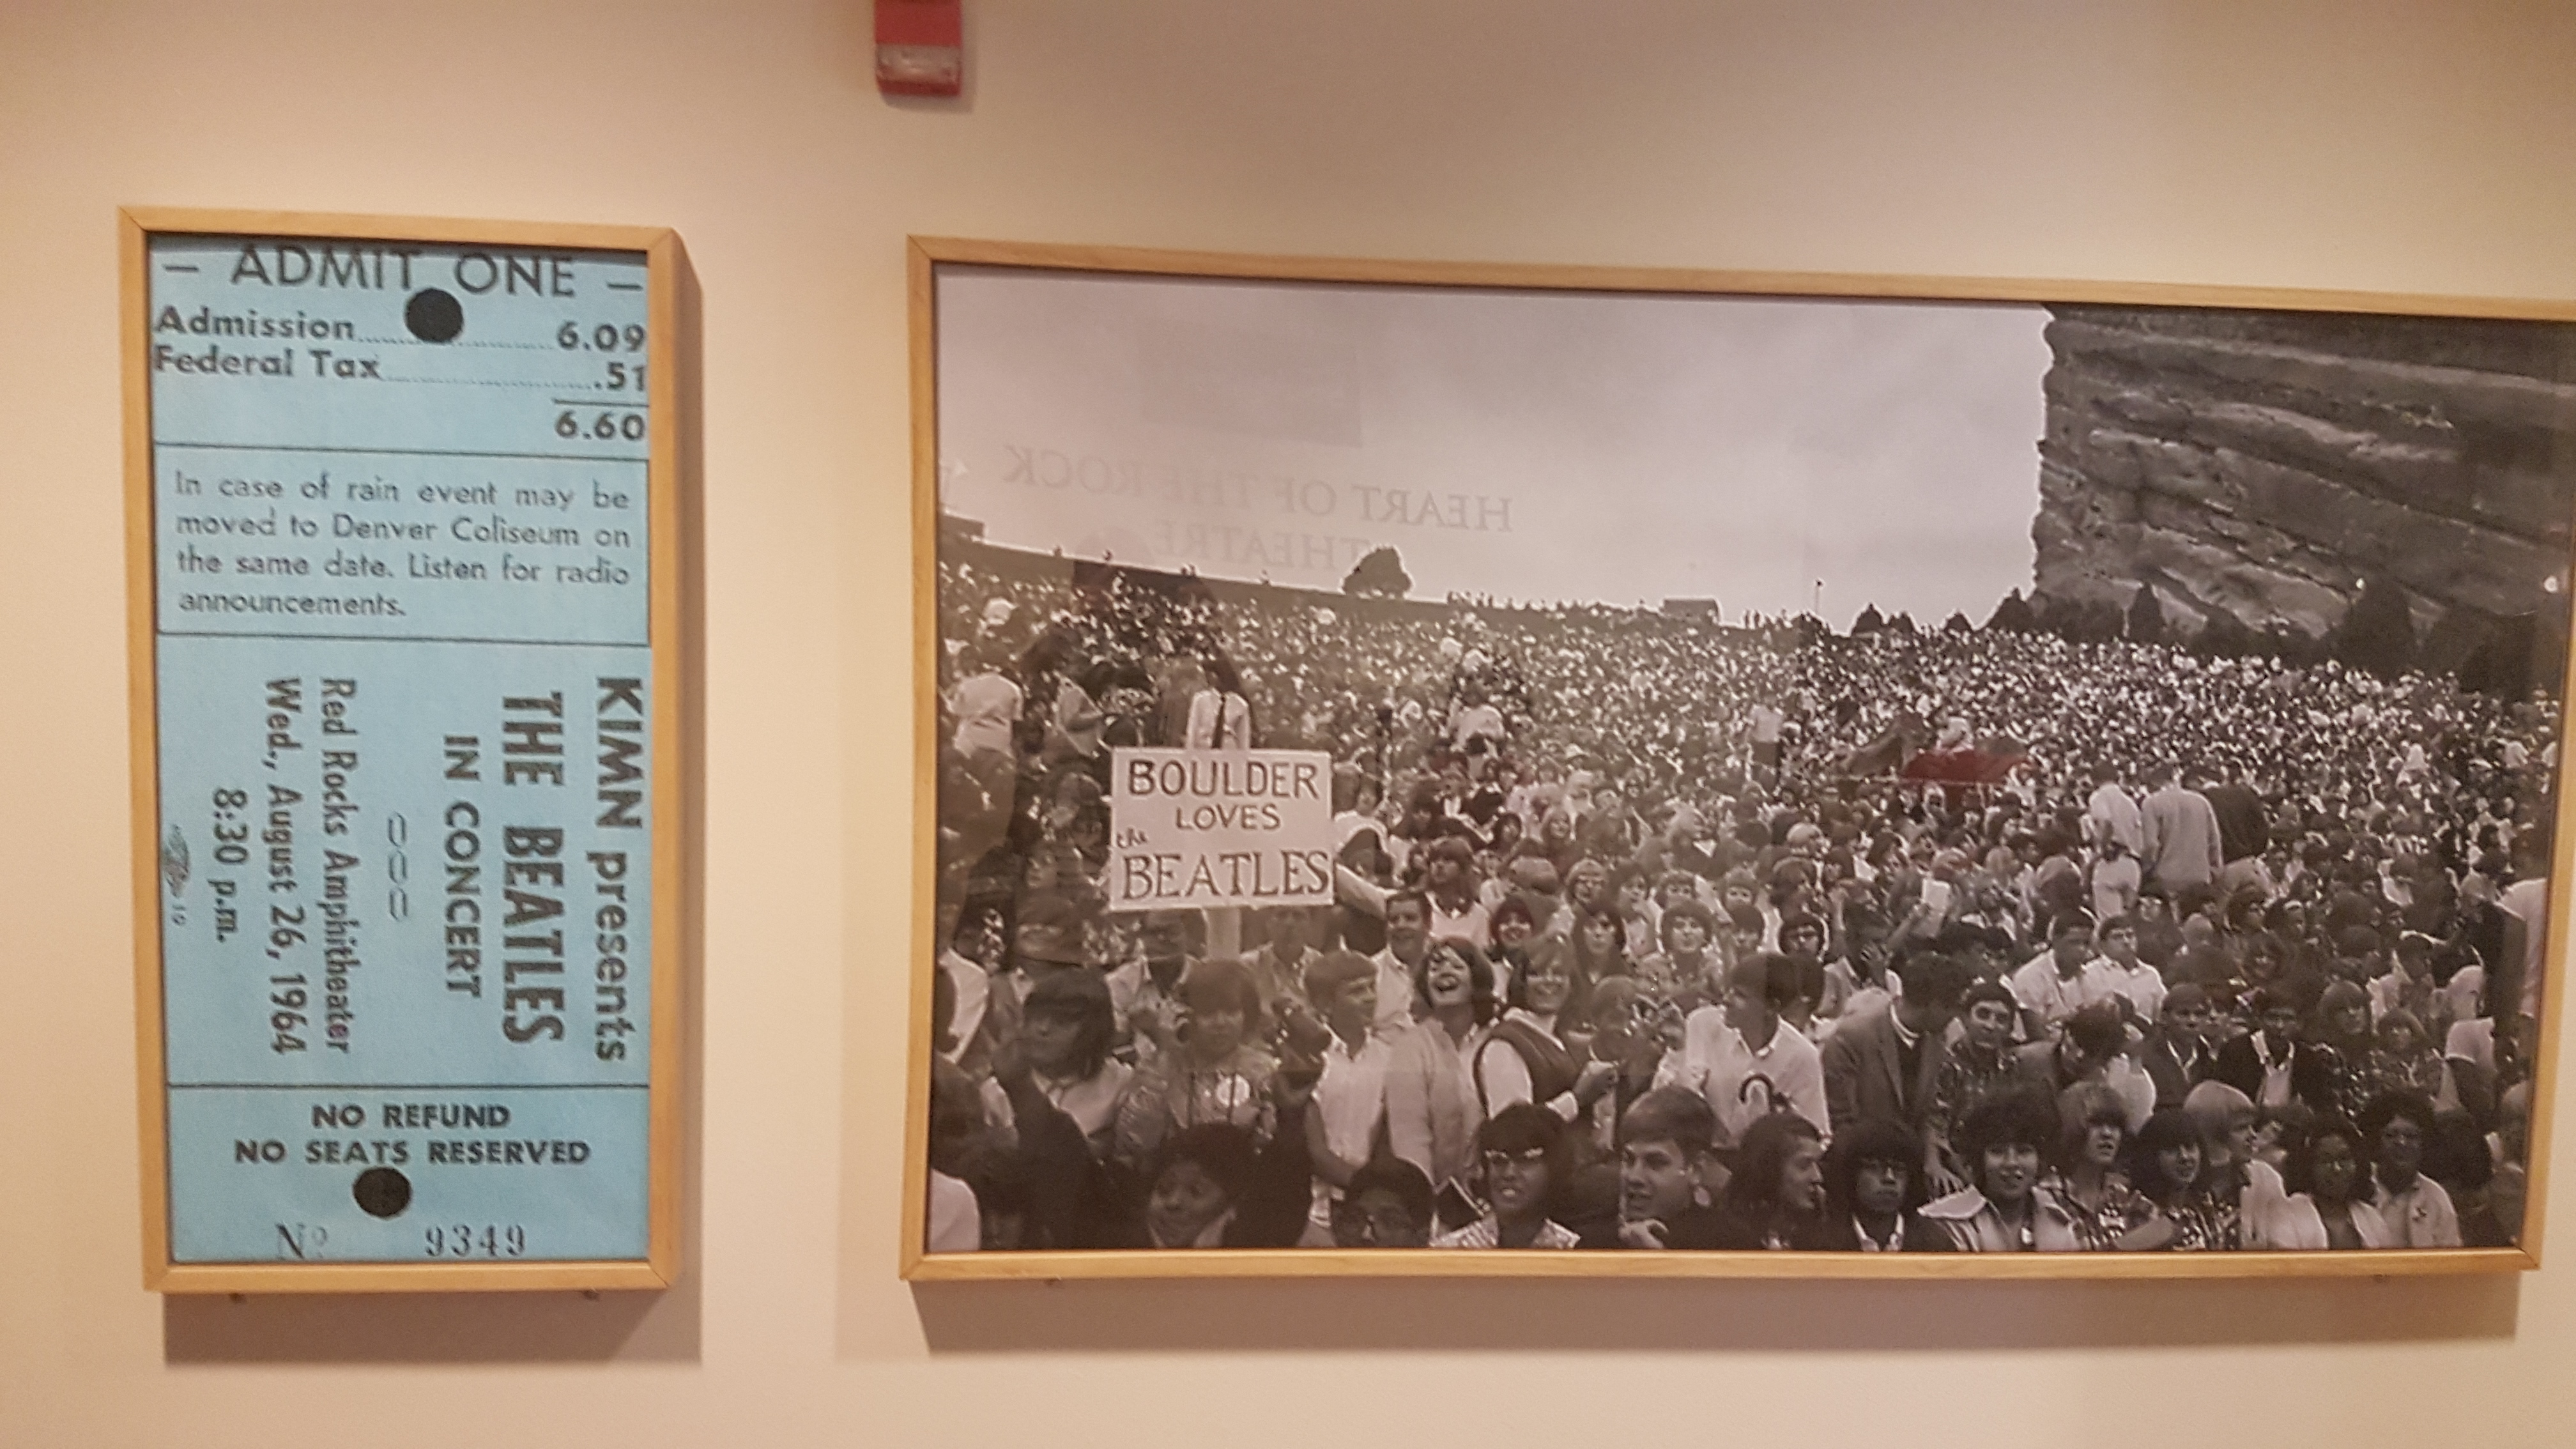 — ADMIT ONE —
Admission 6.09
Federal Tax .51
6.60
In case of rain event may be
moved to Denver Coliseum on
the same date. Listen for radio
announcements.
KIMN presents
THE BEATLES
IN CONCERT
Red Rocks Amphitheater
Wed., August 26, 1964
8:30 p.m.
NO REFUND
NO SEATS RESERVED
No 9349
BOULDER
LOVES
the
BEATLES
HEART OF THE ROCK
THEATRE